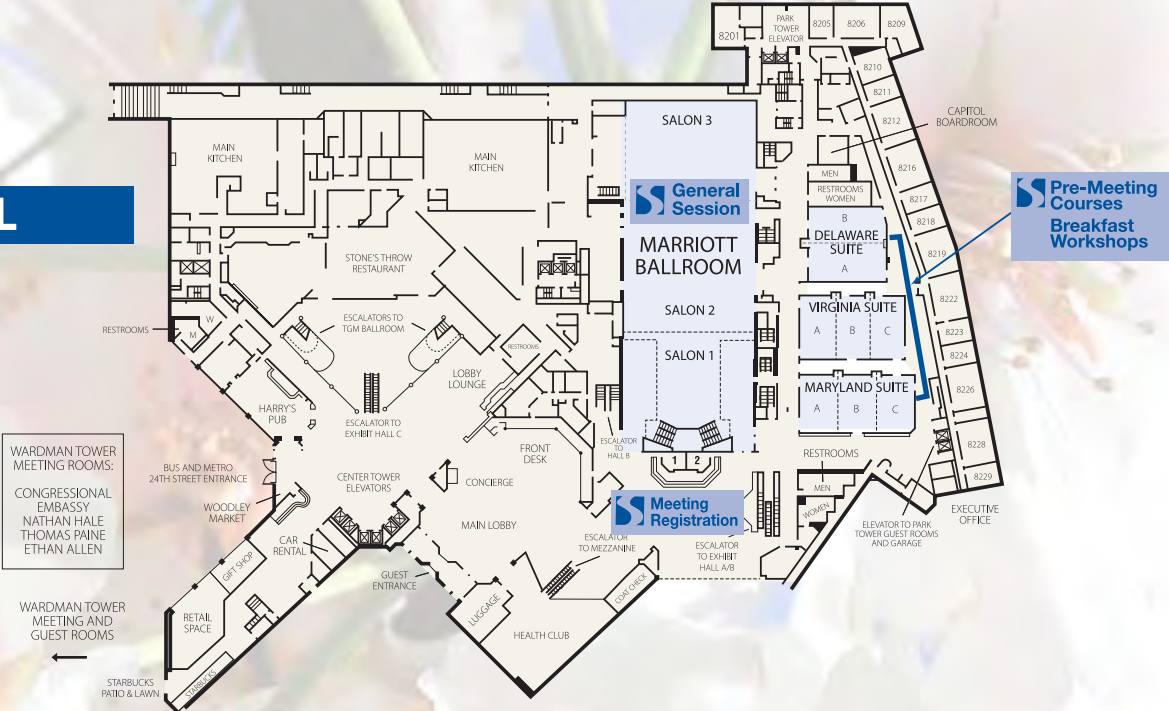 8201
PARK
TOWER
ELEVATOR
8205
8206
8209
8210
8211
8212
8216
8217
8218
8219
8222
8223
8224
8226
8228
8229
CAPITOL
BOARDROOM
MEN
RESTROOMS
WOMEN
B
DELAWARE
SUITE
A
VIRGINIA SUITE
A B C
MARYLAND SUITE
A B C
Pre-Meeting
Courses
Breakfast
Workshops
SALON 3
General
Session
MARRIOTT
BALLROOM
SALON 2
SALON 1
1 2
Meeting
Registration
MAIN
KITCHEN
MAIN
KITCHEN
L
STONE'S THROW
RESTAURANT
RESTROOMS
W
M
ESCALATORS TO
TGM BALLROOM
RESTROOMS
LOBBY
LOUNGE
HARRY'S
PUB
ESCALATOR TO
EXHIBIT HALL C
ESCALATOR
TO
HALL B
FRONT
DESK
WARDMAN TOWER
MEETING ROOMS:
CONGRESSIONAL
EMBASSY
NATHAN HALE
THOMAS PAINE
ETHAN ALLEN
BUS AND METRO
24TH STREET ENTRANCE
WOODLEY
MARKET
CENTER TOWER
ELEVATORS
CONCIERGE
MAIN LOBBY
CAR
RENTAL
GIFT SHOP
GUEST
ENTRANCE
ESCALATOR
TO MEZZANINE
ESCALATOR
TO EXHIBIT
HALL A/B
RESTROOMS
MEN
WOMEN
ELEVATOR TO PARK
TOWER GUEST ROOMS
AND GARAGE
EXECUTIVE
OFFICE
COAT CHECK
LUGGAGE
HEALTH CLUB
RETAIL
SPACE
WARDMAN TOWER
MEETING AND
GUEST ROOMS
STARBUCKS
PATIO & LAWN
STARBUCKS